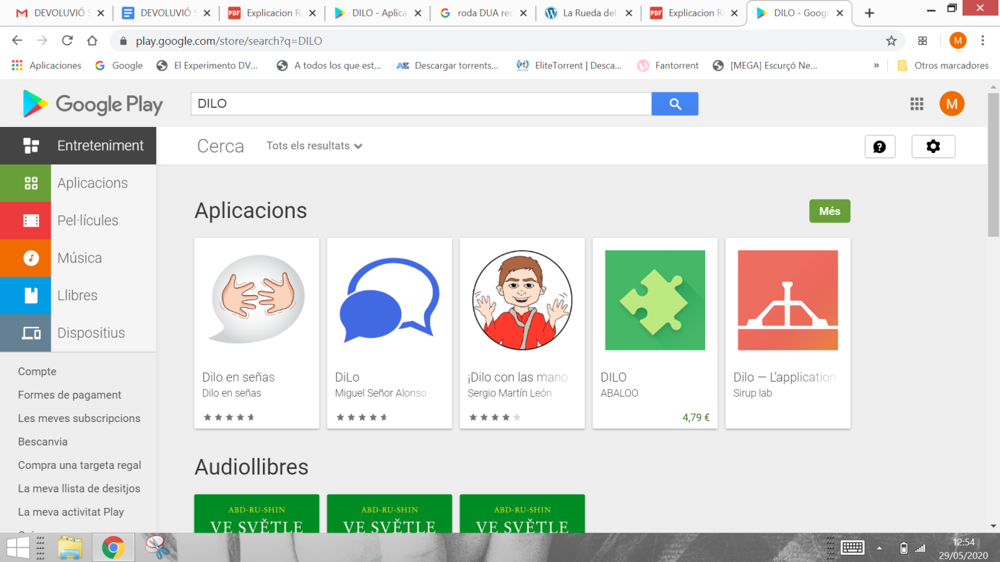 DEVOLUVIÓ S
DEVOLUVIÓ S
PDF Explicacion Re
DILO - Aplica
G roda DUA rec
La Rueda del
PDF Explicacion Re
DILO - Googl
play.google.com/store/search?q=DILO
M
Aplicaciones
Google
El Experimento DV...
A todos los que est...
Descargar torrents...
EliteTorrent | Desca...
Fantorrent
[MEGA] Escurçó Ne...
»
Otros marcadores
Google Play
DILO
M
Entreteniment
Cerca
Tots els resultats
Aplicacions
Pel·lícules
Música
Llibres
Dispositius
Compte
Formes de pagament
Les meves subscripcions
Bescanvia
Compra una targeta regal
La meva llista de desitjos
La meva activitat Play
Aplicacions
Més
Dilo en señas
Dilo en señas
DiLo
Miguel Señor Alonso
¡Dilo con las mano
Sergio Martín León
DILO
ABALOO
4,79 €
Dilo — L'application
Sirup lab
Audiollibres
ABD-RU-SHIN
VE SVĚTLE
ABD-RU-SHIN
VE SVĚTLE
ABD-RU-SHIN
VE SVĚTLE
12:54
29/05/2020